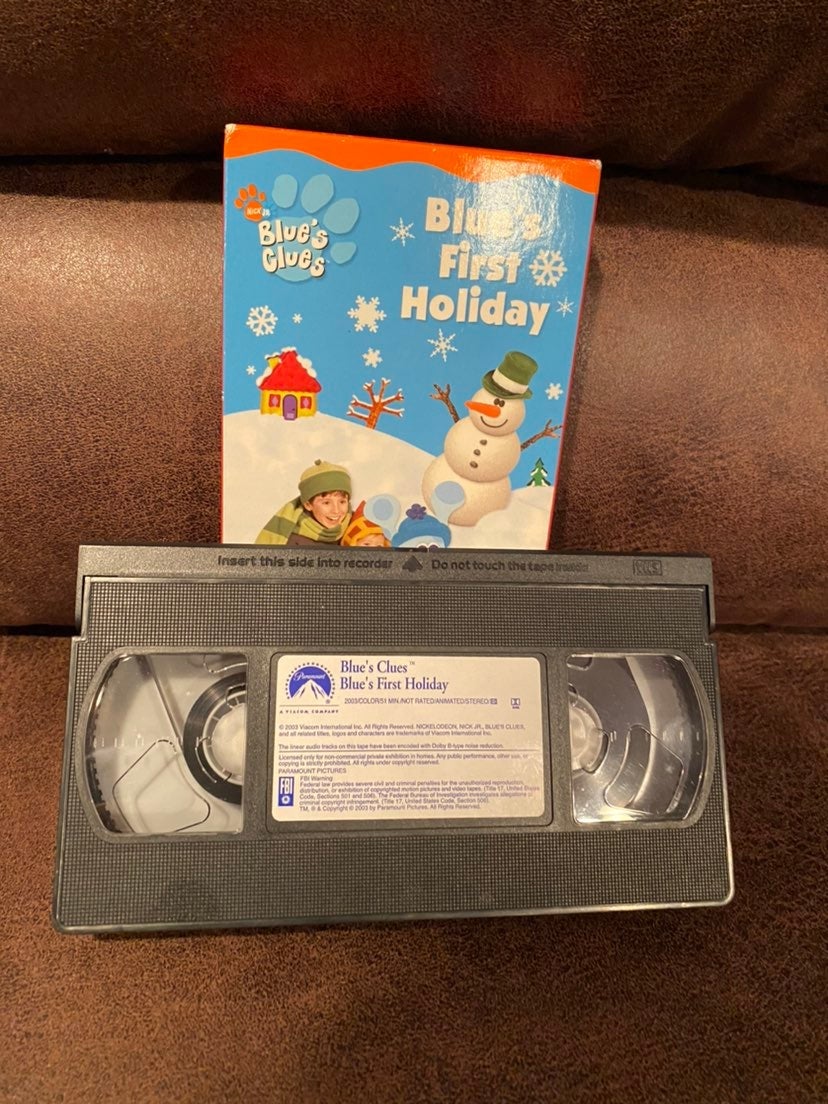 NICK JR.
Blue's
Clues™
Blue's
First
Holiday
Insert this side into recorder
Do not touch the tape inside
VHS
Paramount
A VIACOM COMPANY
Blue's Clues™
Blue's First Holiday
2003/COLOR/51 MIN./NOT RATED/ANIMATED/STEREO/
© 2003 Viacom International Inc. All Rights Reserved. NICKELODEON, NICK JR., BLUE'S CLUES,
and all related titles, logos and characters are trademarks of Viacom International Inc.
The linear audio tracks on this tape have been encoded with Dolby B-type noise reduction.
Licensed only for non-commercial private exhibition in homes. Any public performance, other use, or
copying is strictly prohibited. All rights under copyright reserved.
PARAMOUNT PICTURES
FBI
FBI Warning
Federal law provides severe civil and criminal penalties for the unauthorized reproduction,
distribution, or exhibition of copyrighted motion pictures and video tapes. (Title 17, United States
Code, Sections 501 and 506). The Federal Bureau of Investigation investigates allegations of
criminal copyright infringement. (Title 17, United States Code, Section 506).
TM, ® & Copyright © 2003 by Paramount Pictures. All Rights Reserved.